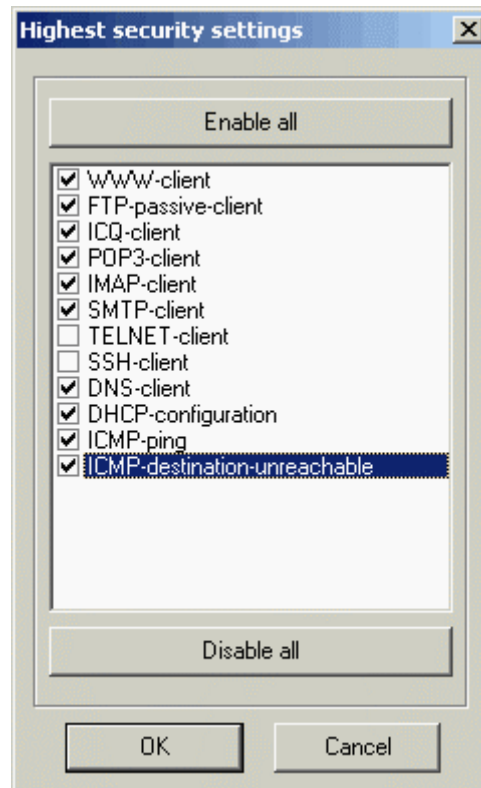 Highest security settings
Enable all
WWW-client
FTP-passive-client
ICQ-client
POP3-client
IMAP-client
SMTP-client
TELNET-client
SSH-client
DNS-client
DHCP-configuration
ICMP-ping
ICMP-destination-unreachable
Disable all
OK
Cancel